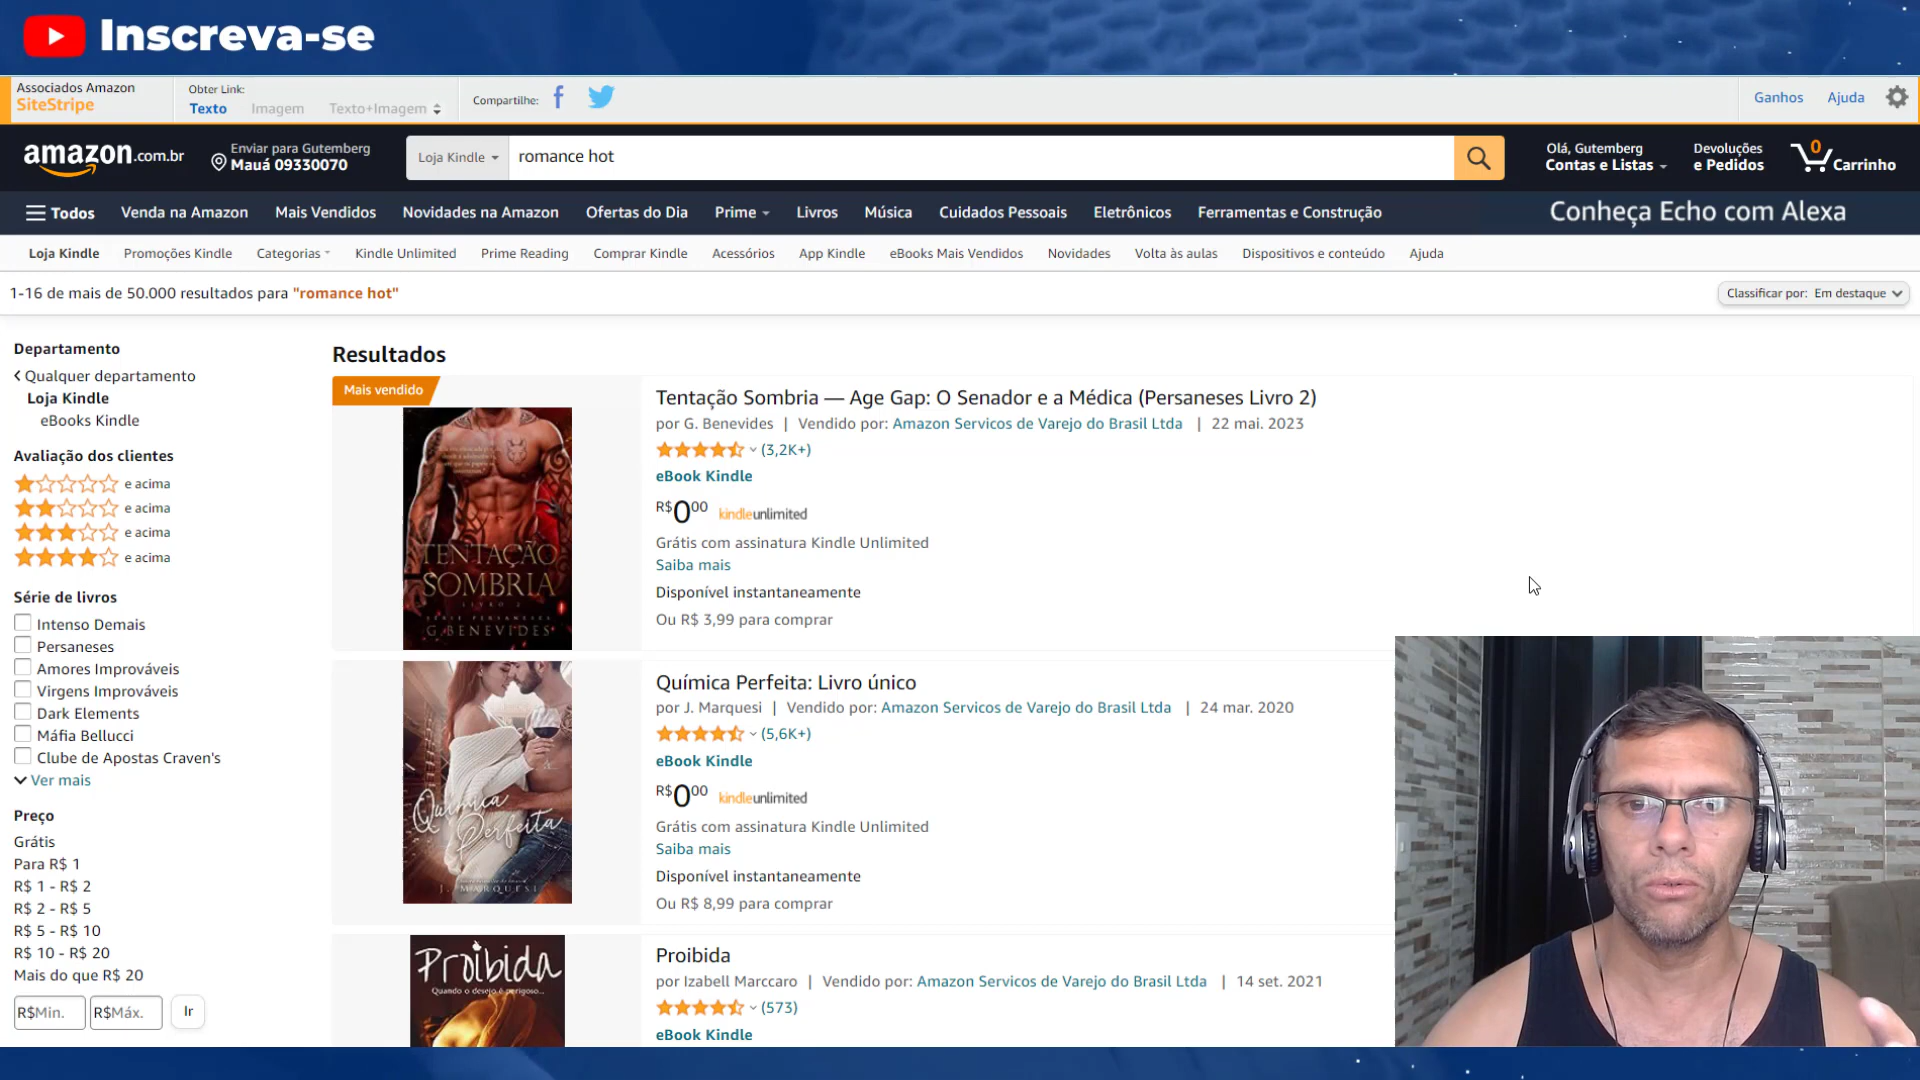 Inscreva-se
Associados Amazon
SiteStripe
Obter Link:
Texto Imagem Texto+Imagem
Compartilhe:
Ganhos Ajuda
amazon.com.br
Enviar para Gutemberg
Mauá 09330070
Loja Kindle
romance hot
Olá, Gutemberg
Contas e Listas
Devoluções
e Pedidos
0
Carrinho
Todos Venda na Amazon Mais Vendidos Novidades na Amazon Ofertas do Dia Prime Livros Música Cuidados Pessoais Eletrônicos Ferramentas e Construção Conheça Echo com Alexa
Loja Kindle Promoções Kindle Categorias Kindle Unlimited Prime Reading Comprar Kindle Acessórios App Kindle eBooks Mais Vendidos Novidades Volta às aulas Dispositivos e conteúdo Ajuda
1-16 de mais de 50.000 resultados para "romance hot"
Classificar por: Em destaque
Departamento
Qualquer departamento
Loja Kindle
eBooks Kindle
Avaliação dos clientes
e acima
e acima
e acima
e acima
Série de livros
Intenso Demais
Persaneses
Amores Improváveis
Virgens Improváveis
Dark Elements
Máfia Bellucci
Clube de Apostas Craven's
Ver mais
Preço
Grátis
Para R$ 1
R$ 1 - R$ 2
R$ 2 - R$ 5
R$ 5 - R$ 10
R$ 10 - R$ 20
Mais do que R$ 20
R$Min. R$Máx. Ir
Resultados
Mais vendido
TENTAÇÃO
SOMBRIA
G. BENEVIDES
Tentação Sombria — Age Gap: O Senador e a Médica (Persaneses Livro 2)
por G. Benevides | Vendido por: Amazon Servicos de Varejo do Brasil Ltda | 22 mai. 2023
(3,2K+)
eBook Kindle
R$0 00 kindleunlimited
Grátis com assinatura Kindle Unlimited
Saiba mais
Disponível instantaneamente
Ou R$ 3,99 para comprar
Química
Perfeita
J. MARQUESI
Química Perfeita: Livro único
por J. Marquesi | Vendido por: Amazon Servicos de Varejo do Brasil Ltda | 24 mar. 2020
(5,6K+)
eBook Kindle
R$0 00 kindleunlimited
Grátis com assinatura Kindle Unlimited
Saiba mais
Disponível instantaneamente
Ou R$ 8,99 para comprar
Proibida
Quando o desejo é perigoso...
Proibida
por Izabell Marccaro | Vendido por: Amazon Servicos de Varejo do Brasil Ltda | 14 set. 2021
(573)
eBook Kindle